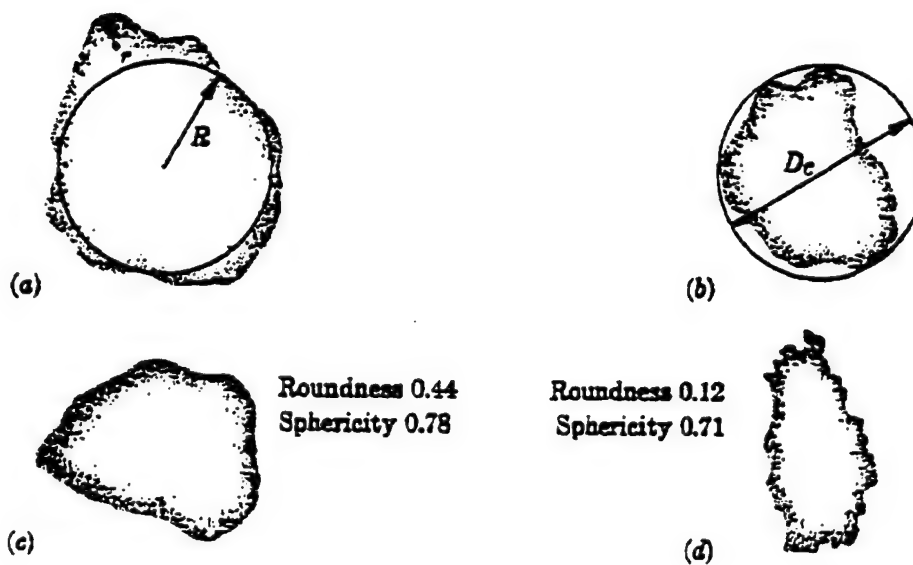 r
R
(a)
Dc
(b)
Roundness 0.44
Sphericity 0.78
(c)
Roundness 0.12
Sphericity 0.71
(d)